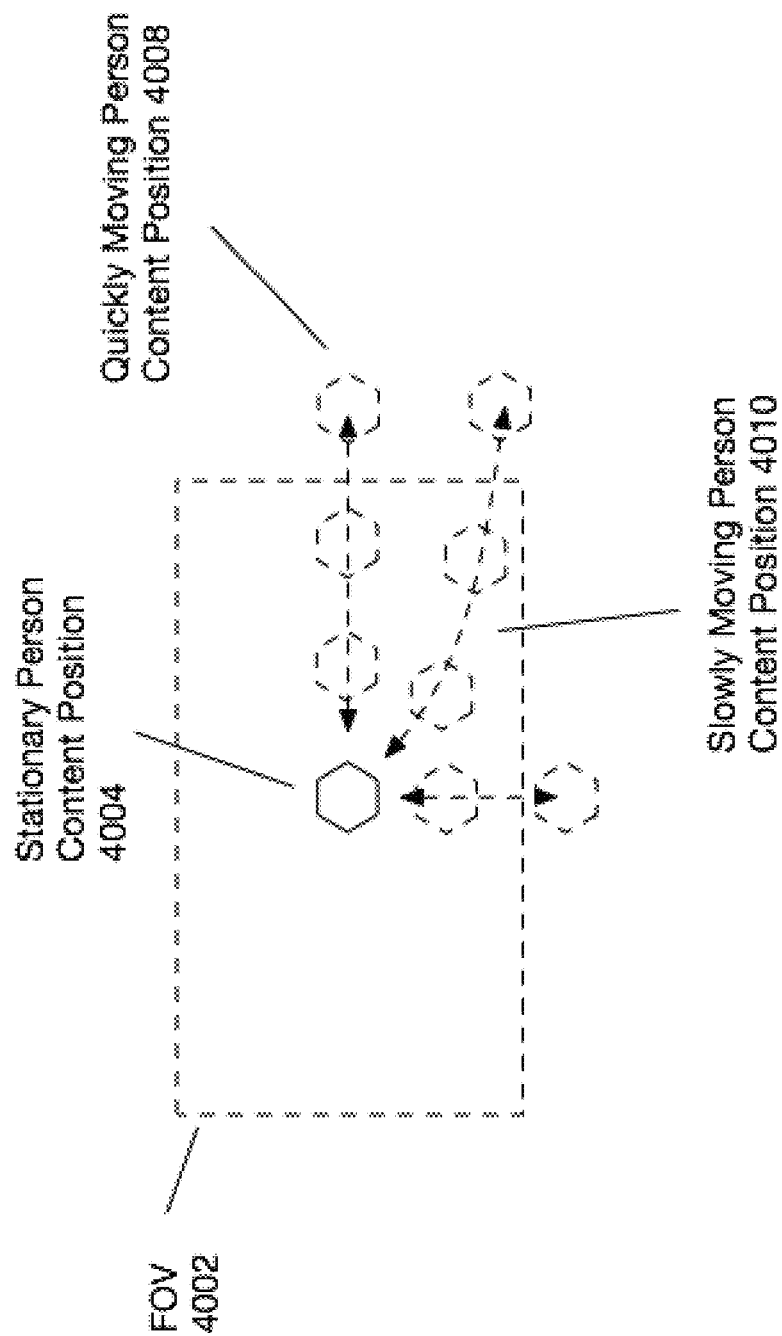 FOV
4002
Stationary Person
Content Position
4004
Quickly Moving Person
Content Position 4008
Slowly Moving Person
Content Position 4010